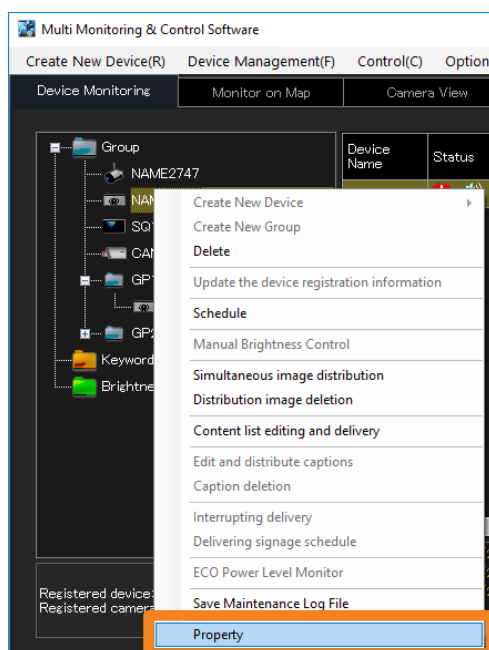 Multi Monitoring & Control Software
Create New Device(R) Device Management(F) Control(C) Option
Device Monitoring Monitor on Map Camera View
Group
Device Name
Status
NAME2747
NAM
SQ
CAN
GP1
GP2
Keyword
Brightne
Create New Device
Create New Group
Delete
Update the device registration information
Schedule
Manual Brightness Control
Simultaneous image distribution
Distribution image deletion
Content list editing and delivery
Edit and distribute captions
Caption deletion
Interrupting delivery
Delivering signage schedule
ECO Power Level Monitor
Save Maintenance Log File
Property
Registered device
Registered camera